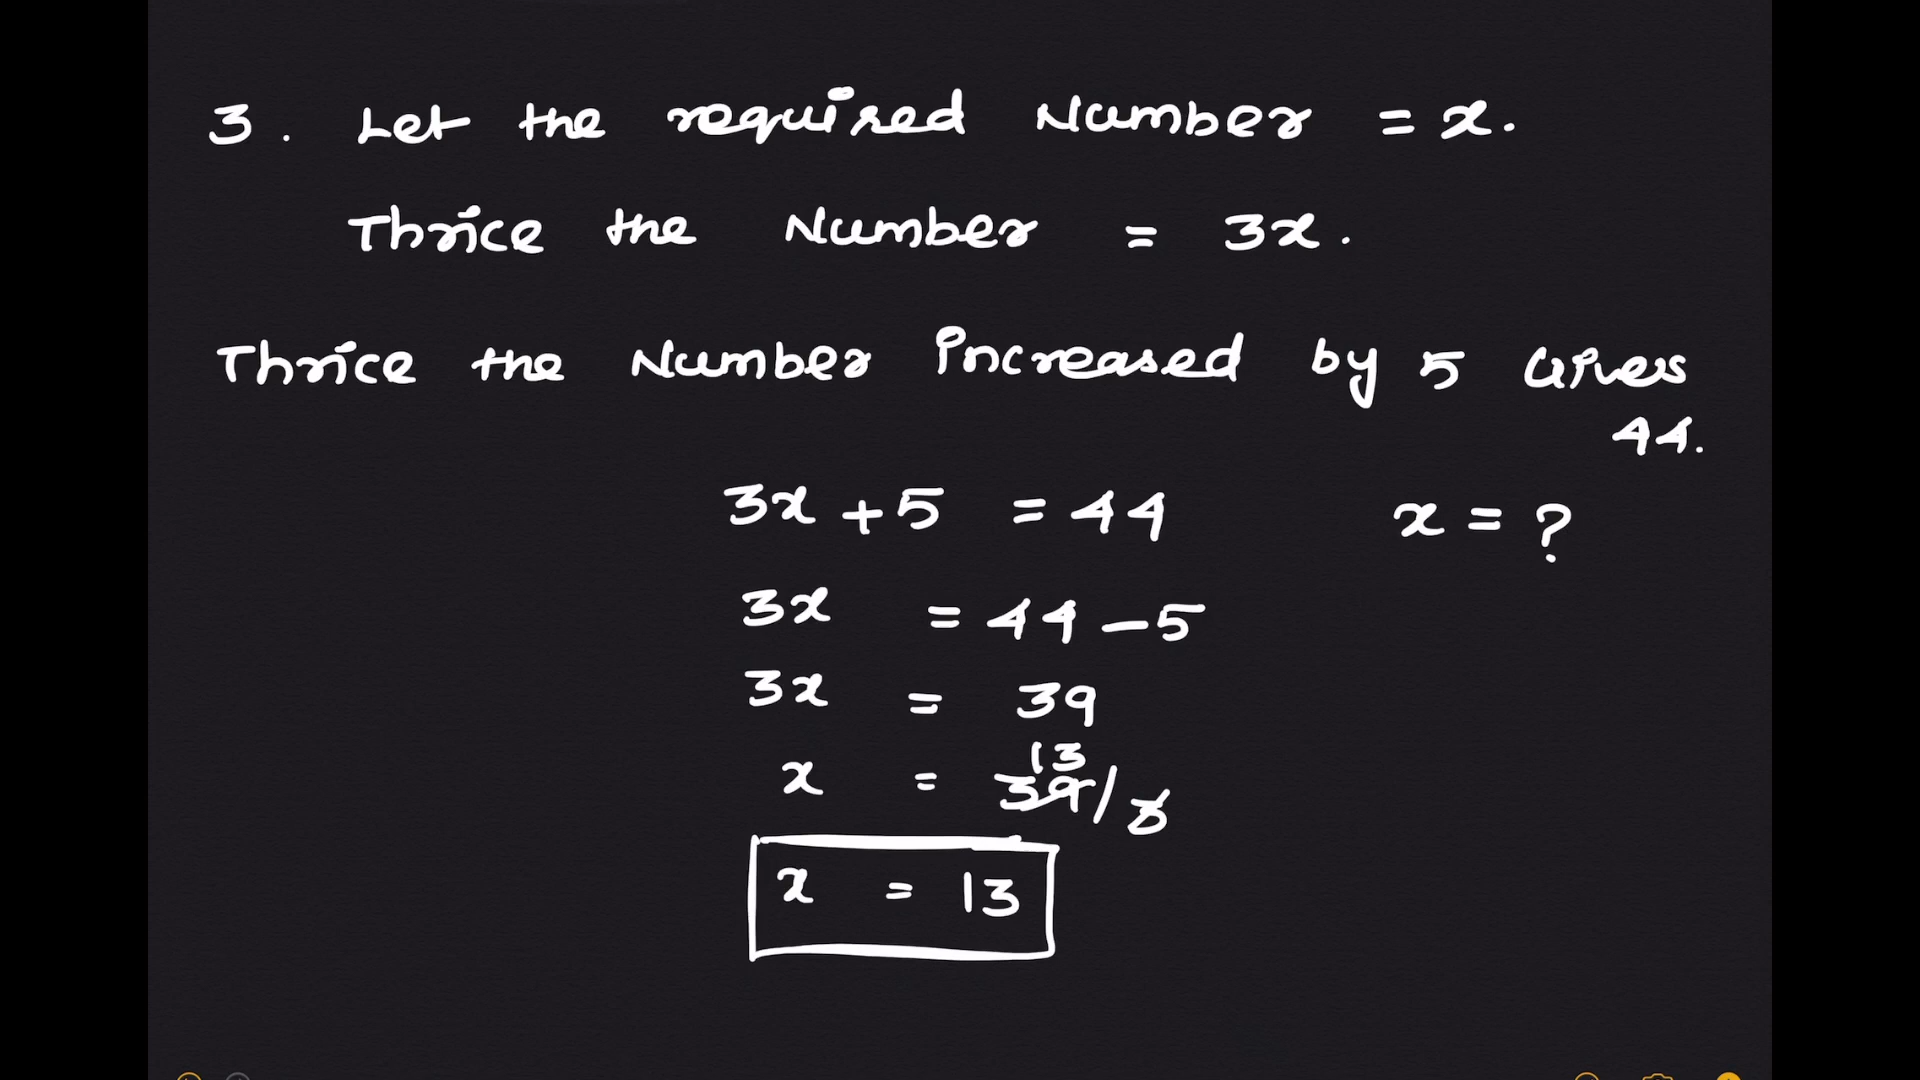 3. Let the required Number = x.
Thrice the Number = 3x.
Thrice the Number increased by 5 Gives
44.
3x + 5 = 44 x = ?
3x = 44 - 5
3x = 39
13
x = 39/3
x = 13